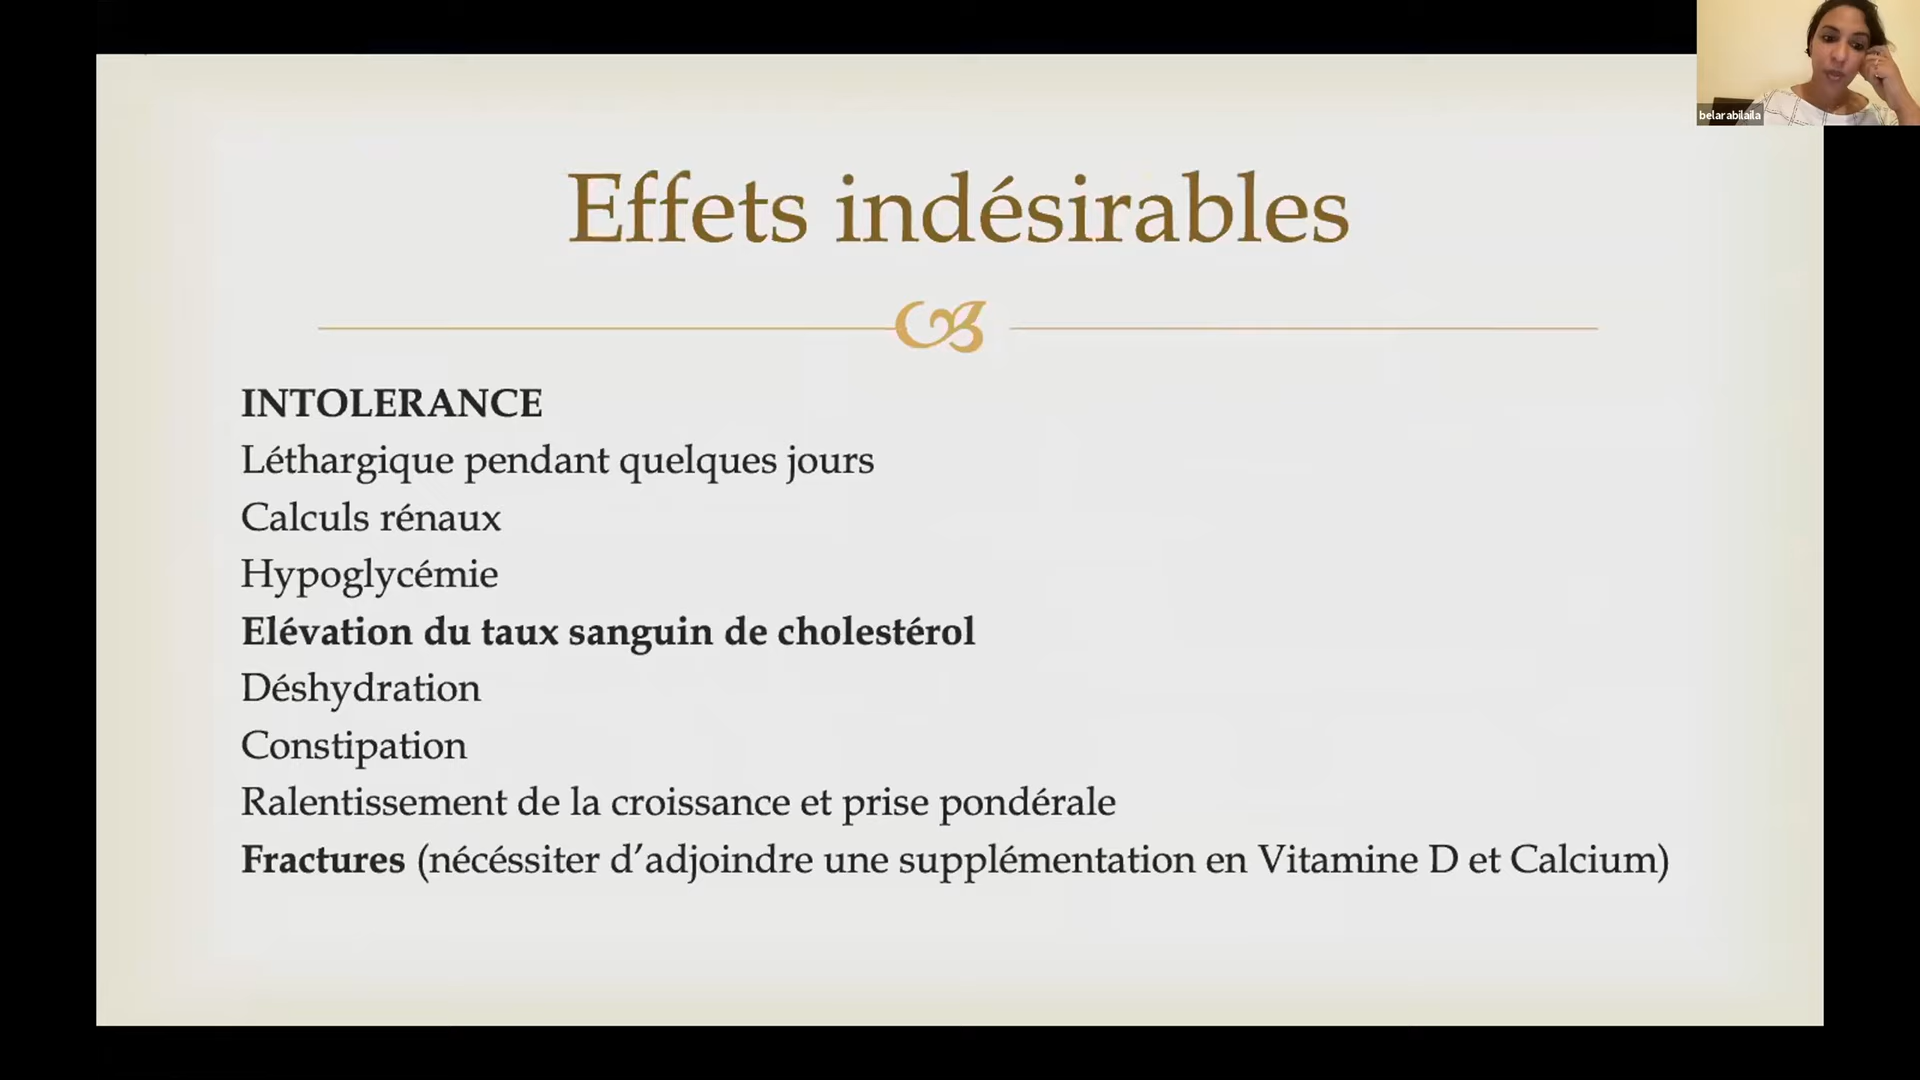 belarabilaila
Effets indésirables
INTOLERANCE
Léthargique pendant quelques jours
Calculs rénaux
Hypoglycémie
Elévation du taux sanguin de cholestérol
Déshydration
Constipation
Ralentissement de la croissance et prise pondérale
Fractures (nécéssiter d’adjoindre une supplémentation en Vitamine D et Calcium)